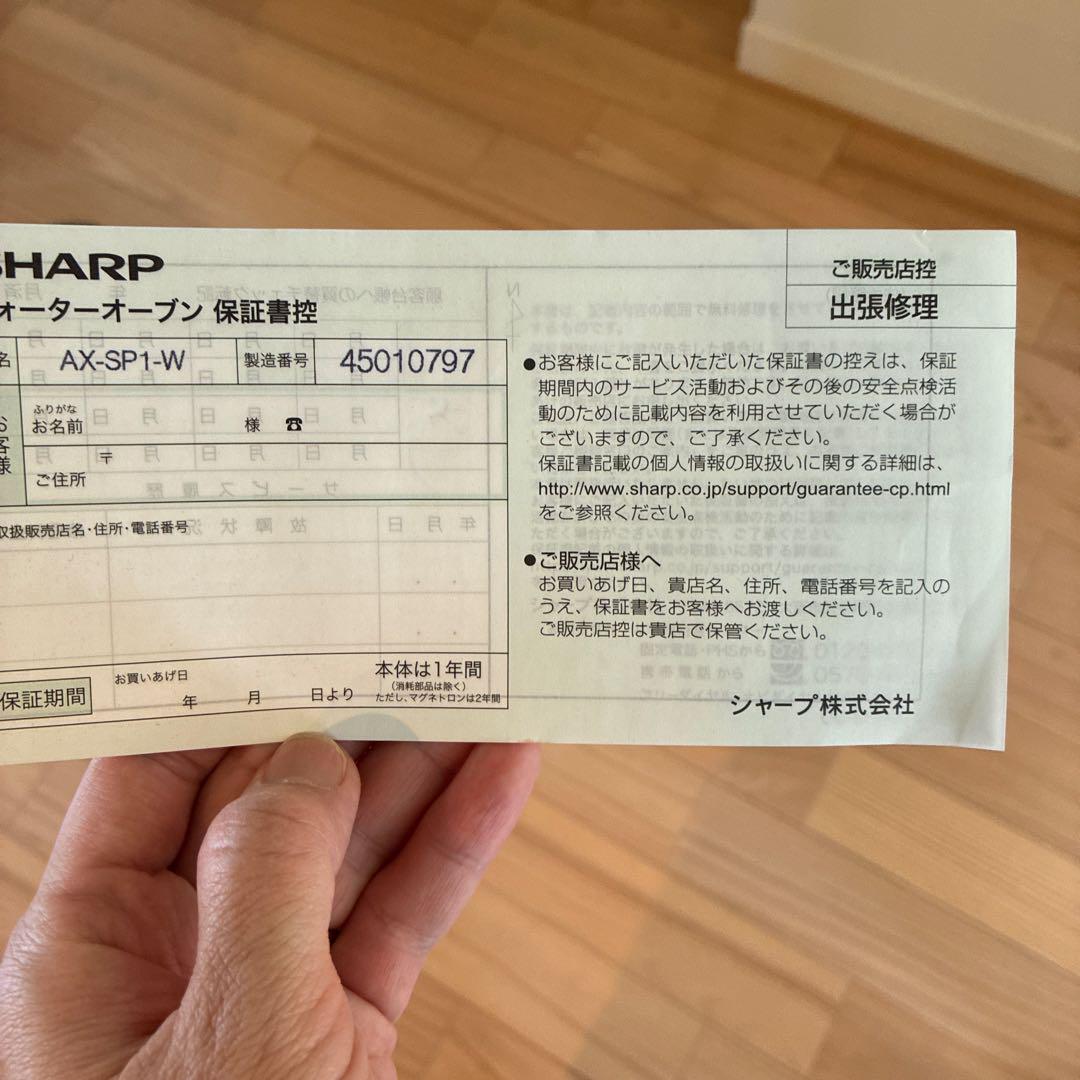 SHARP
ォーターオーブン 保証書控
名 AX-SP1-W 製造番号 45010797
ふりがな
お名前 様 ☎
お客様
〒
ご住所
取扱販売店名・住所・電話番号
保証期間
お買いあげ日
年 月 日より
本体は1年間
(消耗部品は除く)
ただし、マグネトロンは2年間
ご販売店控
出張修理
●お客様にご記入いただいた保証書の控えは、保証
期間内のサービス活動およびその後の安全点検活
動のために記載内容を利用させていただく場合が
ございますので、ご了承ください。
保証書記載の個人情報の取扱いに関する詳細は、
http://www.sharp.co.jp/support/guarantee-cp.html
をご参照ください。
●ご販売店様へ
お買いあげ日、貴店名、住所、電話番号を記入の
うえ、保証書をお客様へお渡しください。
ご販売店控は貴店で保管ください。
シャープ株式会社